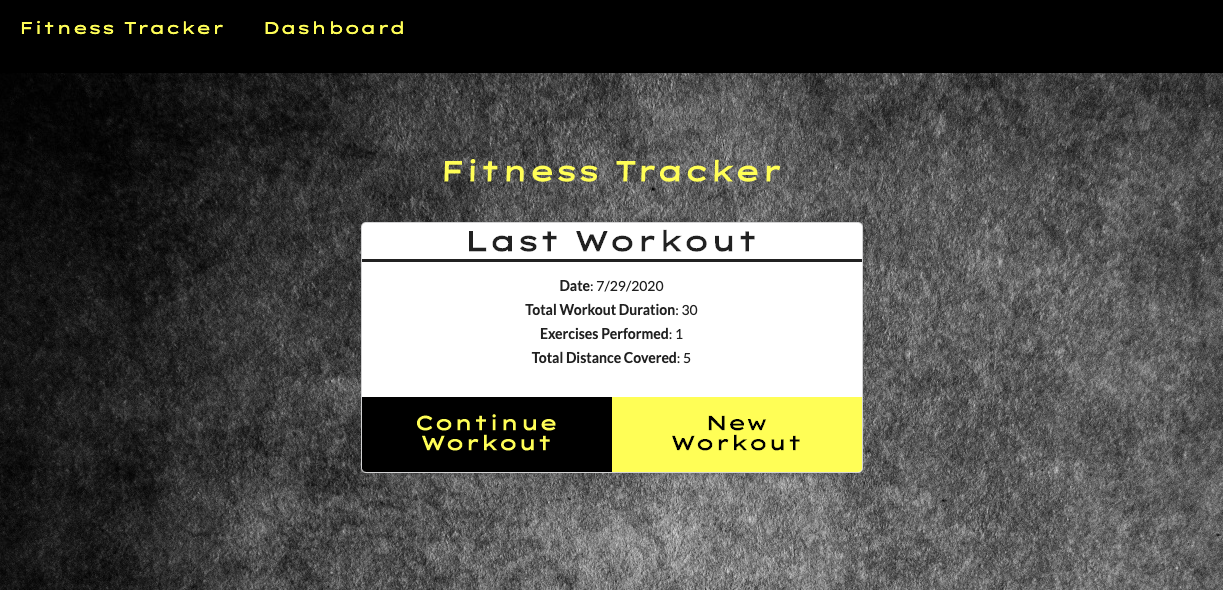 Fitness Tracker Dashboard
Fitness Tracker
Last Workout
Date: 7/29/2020
Total Workout Duration: 30
Exercises Performed: 1
Total Distance Covered: 5
Continue
Workout
New
Workout